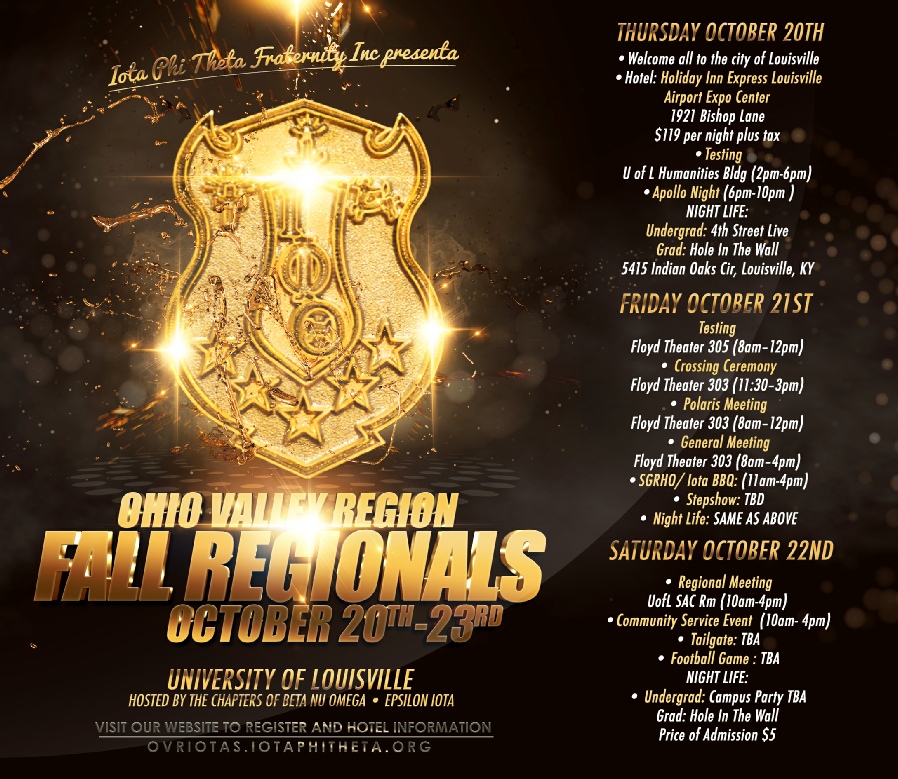 Iota Phi Theta Fraternity Inc presenta
ΙΦΘ
OHIO VALLEY REGION
FALL REGIONALS
OCTOBER 20TH-23RD
UNIVERSITY OF LOUISVILLE
HOSTED BY THE CHAPTERS OF BETA NU OMEGA • EPSILON IOTA
VISIT OUR WEBSITE TO REGISTER AND HOTEL INFORMATION
OVRIOTAS.IOTAPHITHETA.ORG
THURSDAY OCTOBER 20TH
• Welcome all to the city of Louisville
• Hotel: Holiday Inn Express Louisville
Airport Expo Center
1921 Bishop Lane
$119 per night plus tax
• Testing
U of L Humanities Bldg (2pm-6pm)
• Apollo Night (6pm-10pm )
NIGHT LIFE:
Undergrad: 4th Street Live
Grad: Hole In The Wall
5415 Indian Oaks Cir, Louisville, KY
FRIDAY OCTOBER 21ST
Testing
Floyd Theater 305 (8am–12pm)
• Crossing Ceremony
Floyd Theater 303 (11:30–3pm)
• Polaris Meeting
Floyd Theater 303 (8am–12pm)
• General Meeting
Floyd Theater 303 (8am–4pm)
• SGRHO/ Iota BBQ: (11am-4pm)
• Stepshow: TBD
• Night Life: SAME AS ABOVE
SATURDAY OCTOBER 22ND
• Regional Meeting
UofL SAC Rm (10am-4pm)
• Community Service Event (10am- 4pm)
• Tailgate: TBA
• Football Game : TBA
NIGHT LIFE:
• Undergrad: Campus Party TBA
Grad: Hole In The Wall
Price of Admission $5